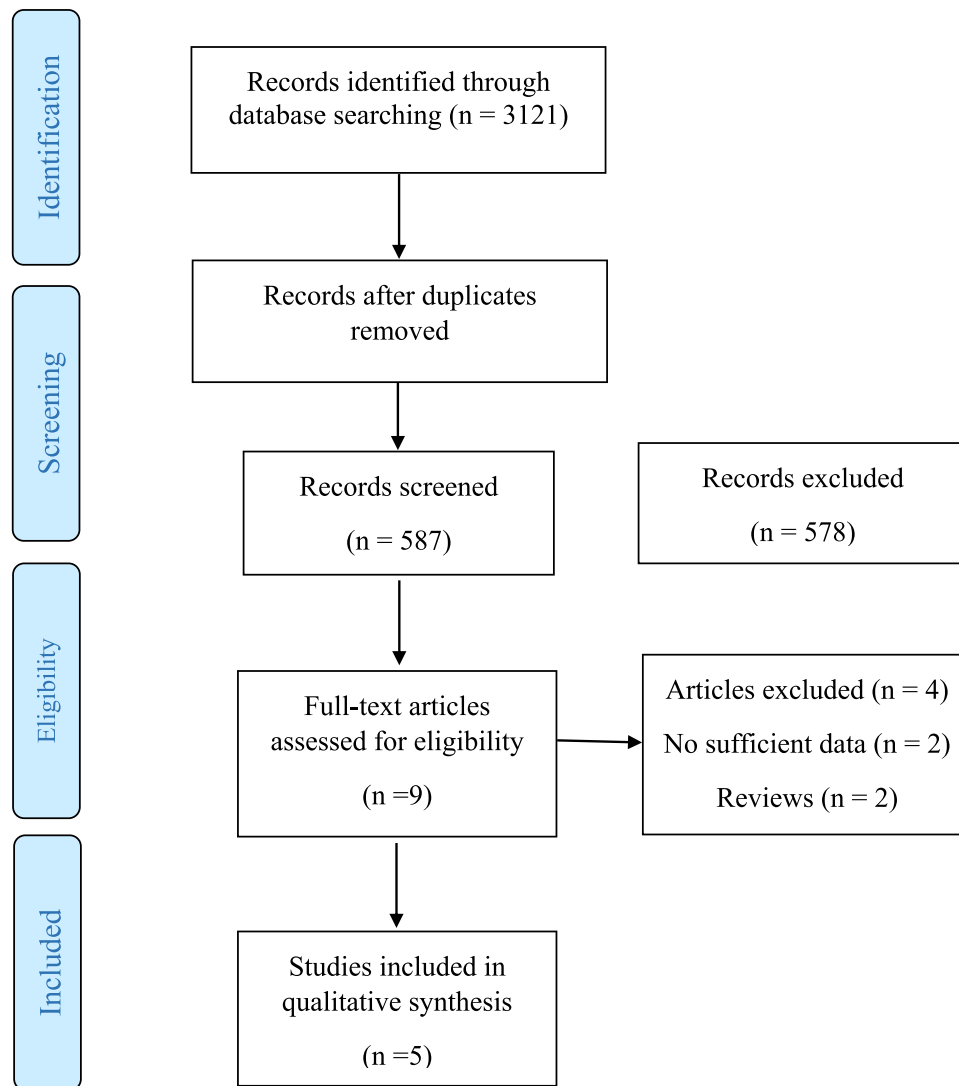 Identification
Records identified through
database searching (n = 3121)
Records after duplicates
removed
Screening
Records screened
(n = 587)
Records excluded
(n = 578)
Eligibility
Full-text articles
assessed for eligibility
(n =9)
Articles excluded (n = 4)
No sufficient data (n = 2)
Reviews (n = 2)
Included
Studies included in
qualitative synthesis
(n =5)